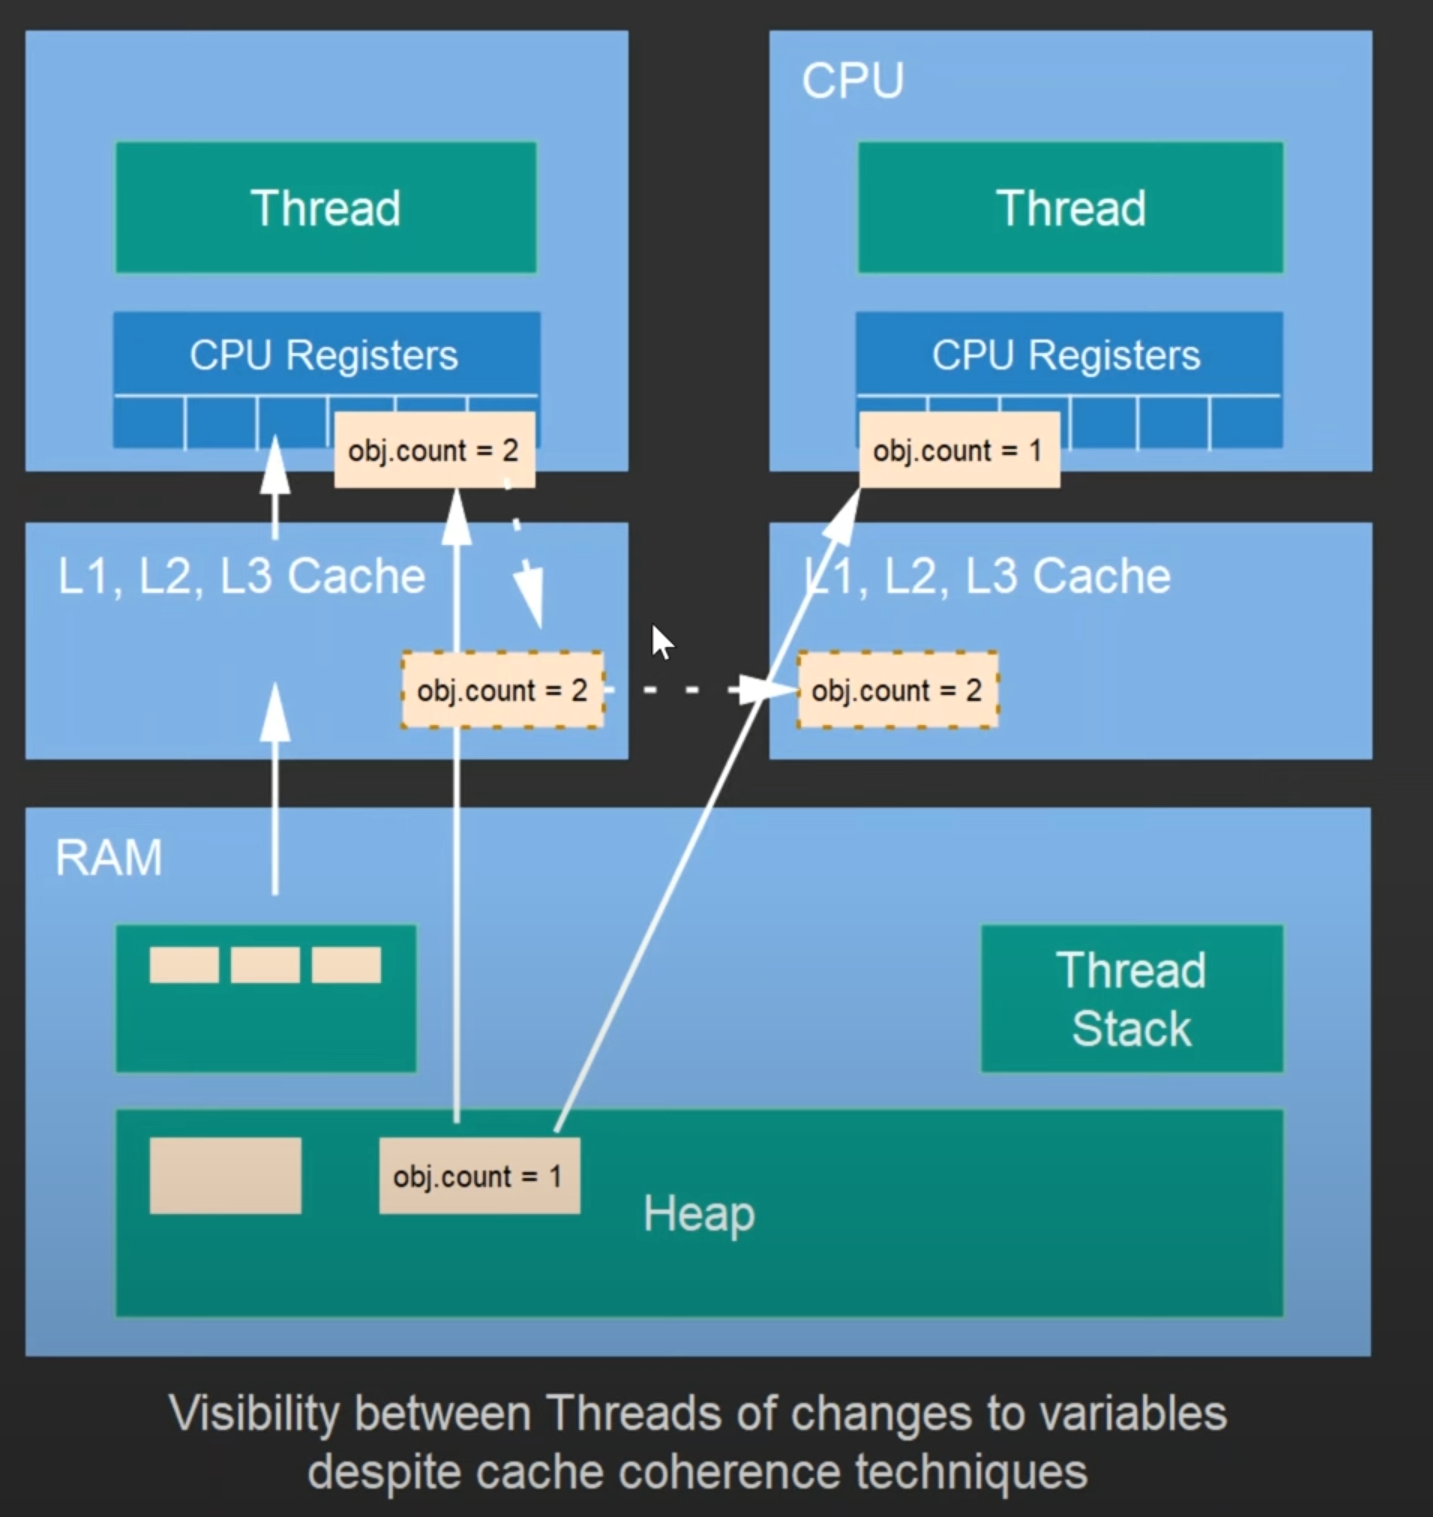 CPU
Thread
Thread
CPU Registers
CPU Registers
obj.count = 2
obj.count = 1
L1, L2, L3 Cache
L1, L2, L3 Cache
obj.count = 2
obj.count = 2
RAM
Thread
Stack
obj.count = 1
Heap
Visibility between Threads of changes to variables
despite cache coherence techniques